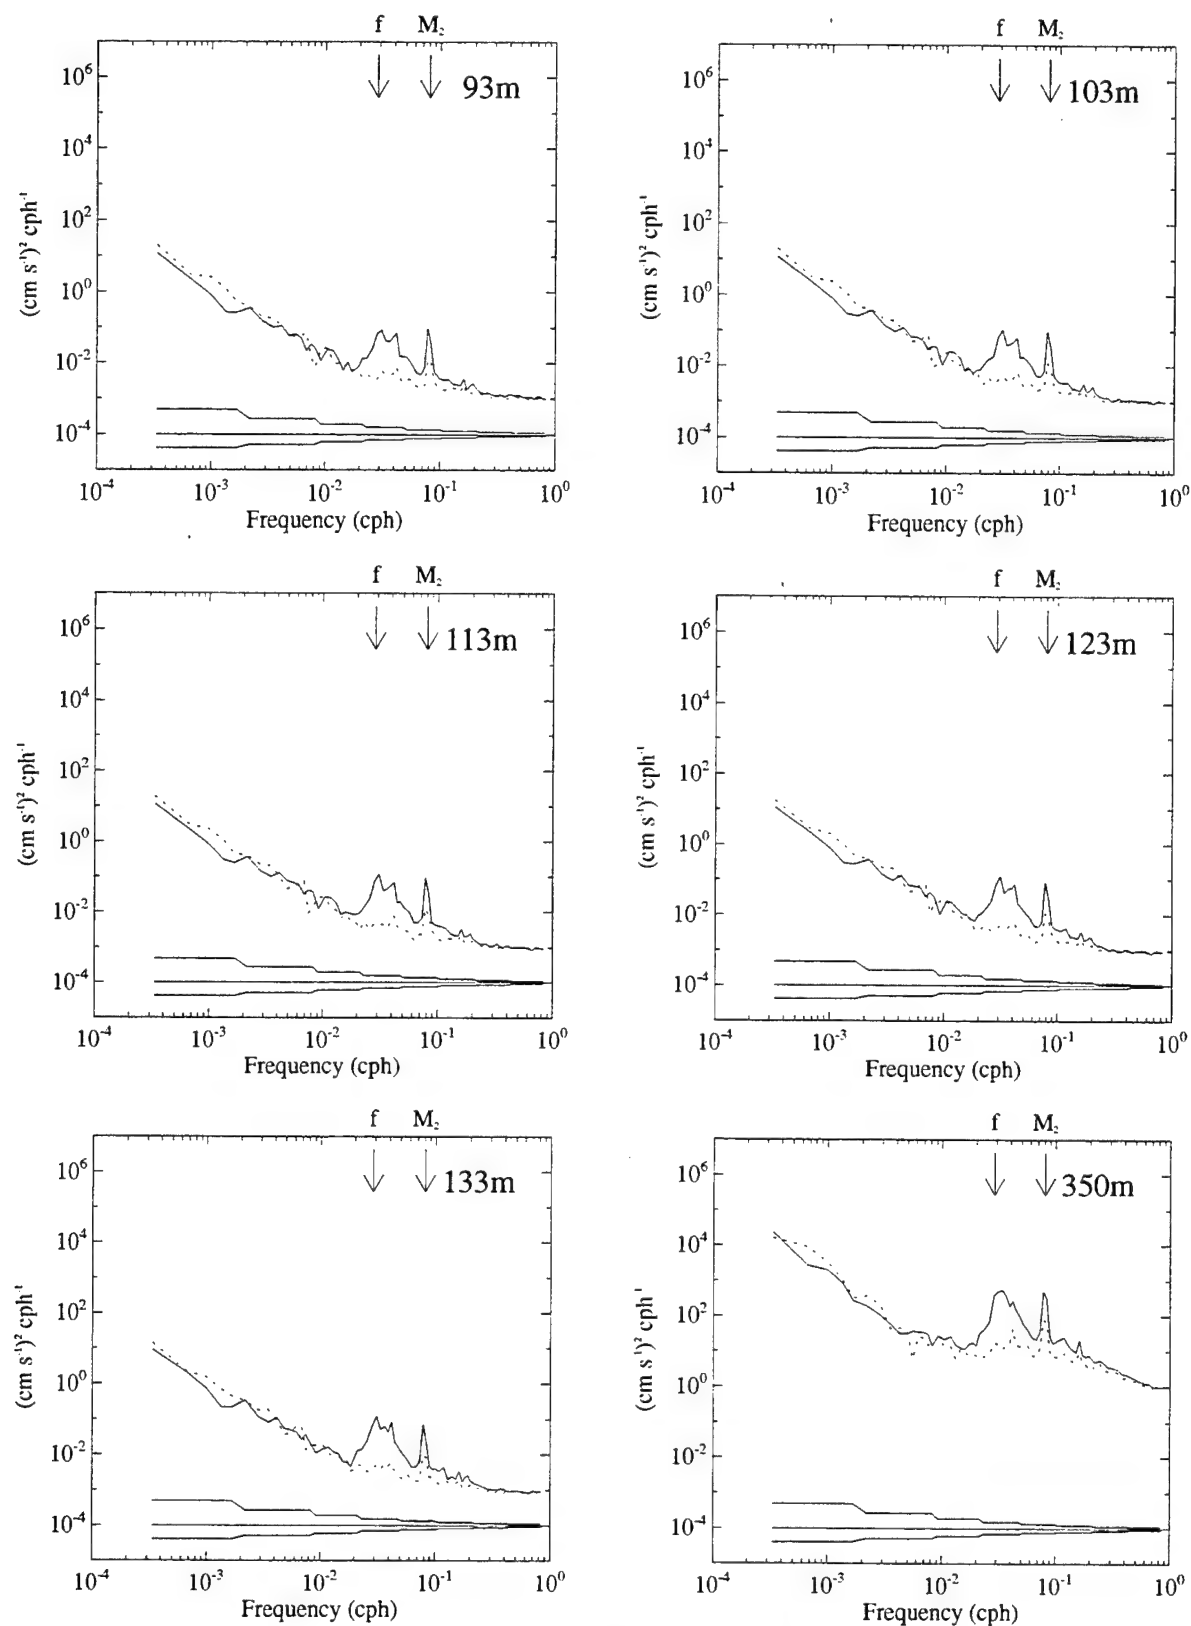 f M₂
93m
10⁶
10⁴
10²
10⁰
10⁻²
10⁻⁴
(cm s⁻¹)² cph⁻¹
10⁻⁴ 10⁻³ 10⁻² 10⁻¹ 10⁰
Frequency (cph)
f M₂
103m
10⁶
10⁴
10²
10⁰
10⁻²
10⁻⁴
(cm s⁻¹)² cph⁻¹
10⁻⁴ 10⁻³ 10⁻² 10⁻¹ 10⁰
Frequency (cph)
f M₂
113m
10⁶
10⁴
10²
10⁰
10⁻²
10⁻⁴
(cm s⁻¹)² cph⁻¹
10⁻⁴ 10⁻³ 10⁻² 10⁻¹ 10⁰
Frequency (cph)
f M₂
123m
10⁶
10⁴
10²
10⁰
10⁻²
10⁻⁴
(cm s⁻¹)² cph⁻¹
10⁻⁴ 10⁻³ 10⁻² 10⁻¹ 10⁰
Frequency (cph)
f M₂
133m
10⁶
10⁴
10²
10⁰
10⁻²
10⁻⁴
(cm s⁻¹)² cph⁻¹
10⁻⁴ 10⁻³ 10⁻² 10⁻¹ 10⁰
Frequency (cph)
f M₂
350m
10⁶
10⁴
10²
10⁰
10⁻²
10⁻⁴
(cm s⁻¹)² cph⁻¹
10⁻⁴ 10⁻³ 10⁻² 10⁻¹ 10⁰
Frequency (cph)